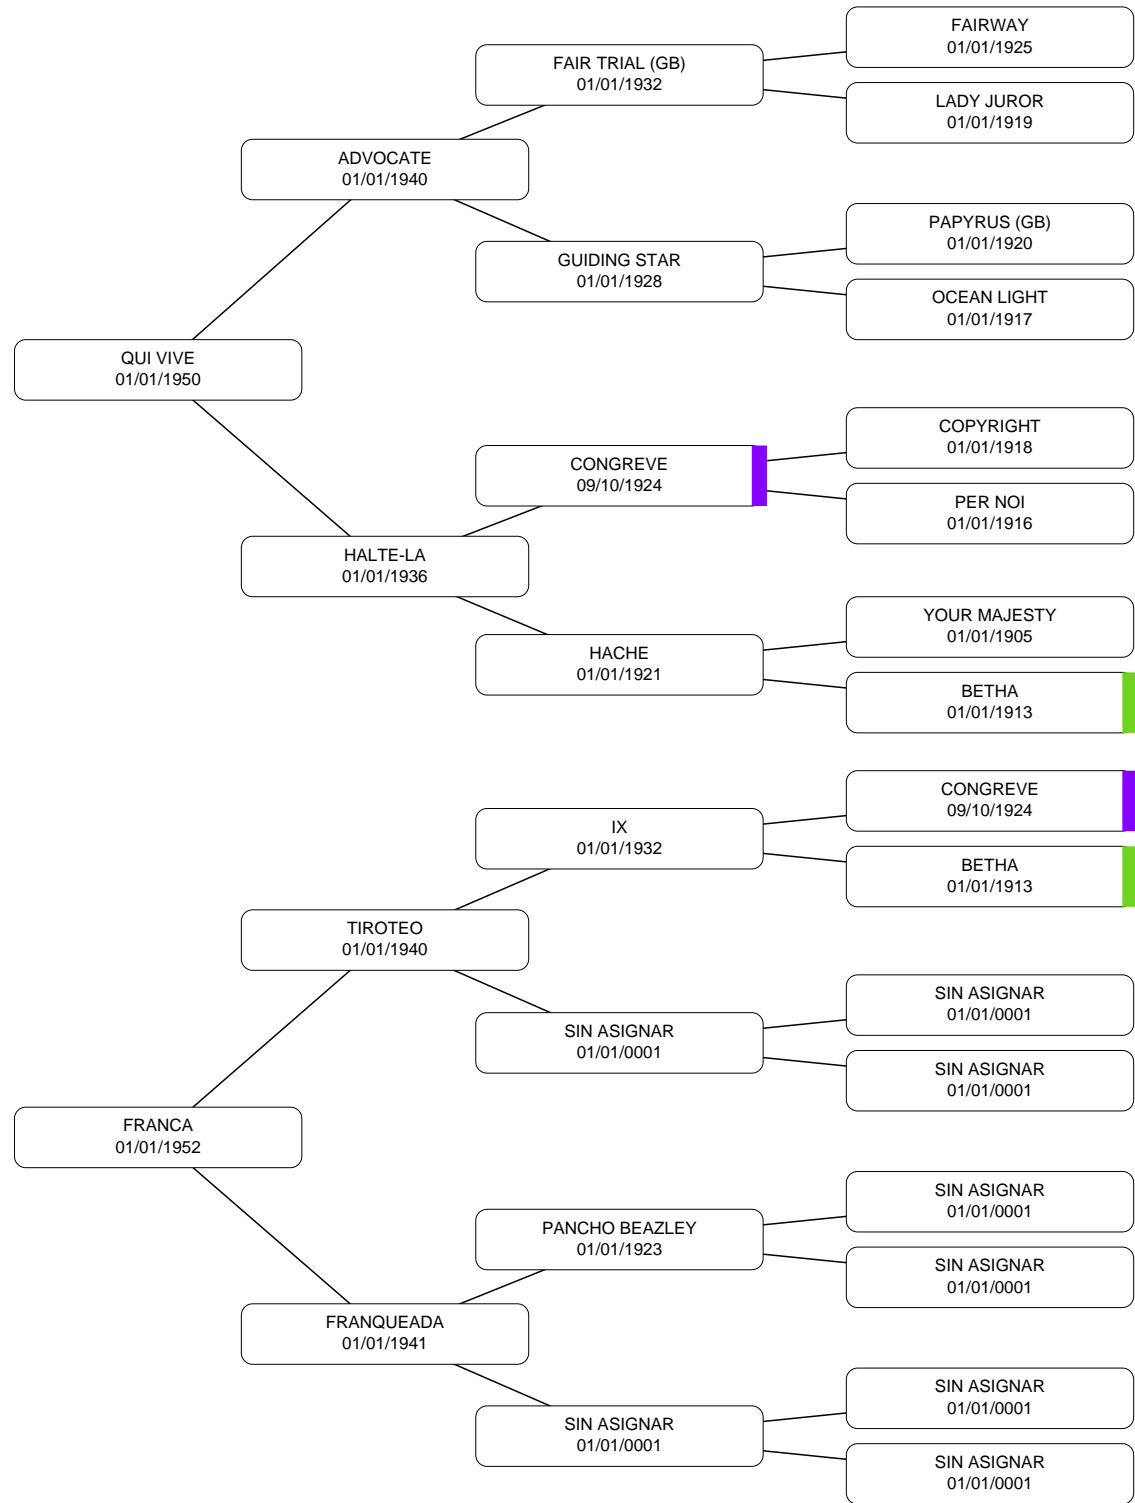 FAIRWAY
01/01/1925
FAIR TRIAL (GB)
01/01/1932
LADY JUROR
01/01/1919
ADVOCATE
01/01/1940
PAPYRUS (GB)
01/01/1920
GUIDING STAR
01/01/1928
OCEAN LIGHT
01/01/1917
QUI VIVE
01/01/1950
COPYRIGHT
01/01/1918
CONGREVE
09/10/1924
PER NOI
01/01/1916
HALTE-LA
01/01/1936
YOUR MAJESTY
01/01/1905
HACHE
01/01/1921
BETHA
01/01/1913
CONGREVE
09/10/1924
IX
01/01/1932
BETHA
01/01/1913
TIROTEO
01/01/1940
SIN ASIGNAR
01/01/0001
SIN ASIGNAR
01/01/0001
SIN ASIGNAR
01/01/0001
FRANCA
01/01/1952
SIN ASIGNAR
01/01/0001
PANCHO BEAZLEY
01/01/1923
SIN ASIGNAR
01/01/0001
FRANQUEADA
01/01/1941
SIN ASIGNAR
01/01/0001
SIN ASIGNAR
01/01/0001
SIN ASIGNAR
01/01/0001